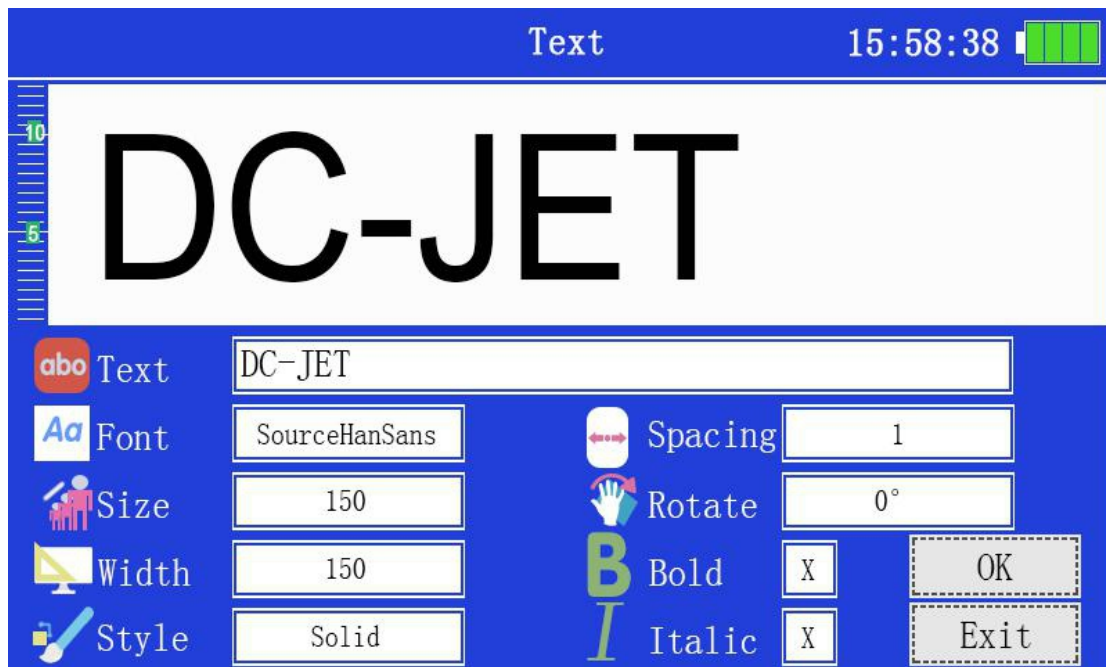 Text 15:58:38
10
5
DC-JET
abo Text DC-JET
Aa Font SourceHanSans Spacing 1
Size 150 Rotate 0°
Width 150 B Bold X OK
Style Solid I Italic X Exit